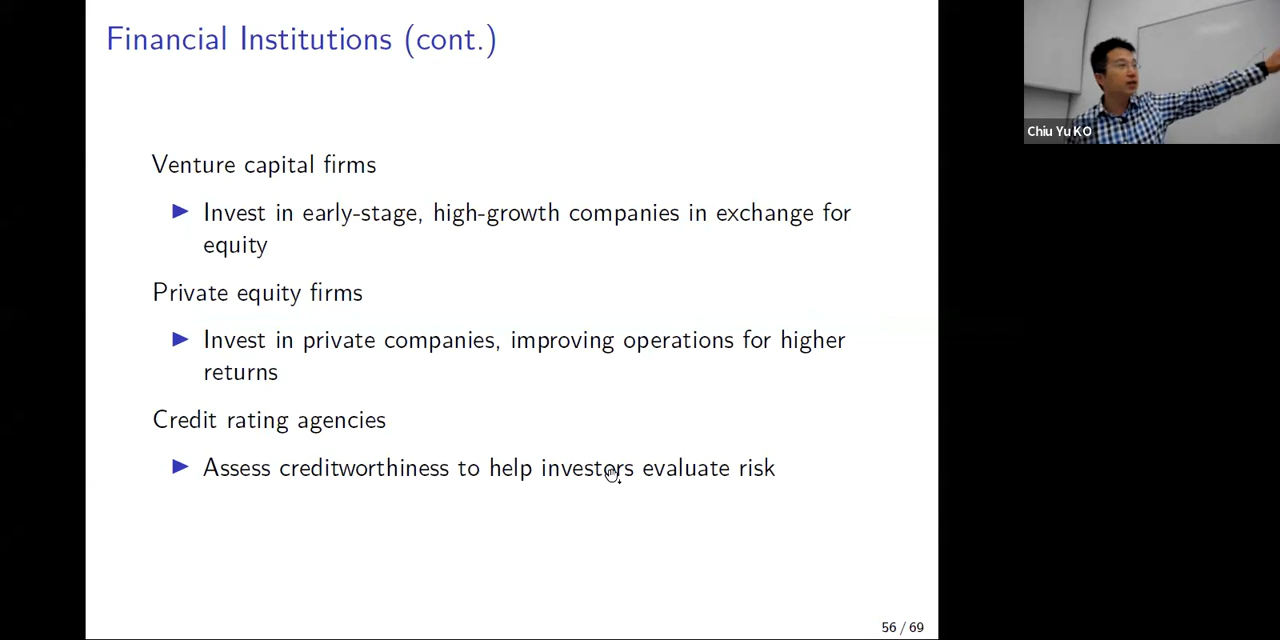 Financial Institutions (cont.)
Venture capital firms
Invest in early-stage, high-growth companies in exchange for
equity
Private equity firms
Invest in private companies, improving operations for higher
returns
Credit rating agencies
Assess creditworthiness to help investors evaluate risk
56 / 69
Chiu Yu KO